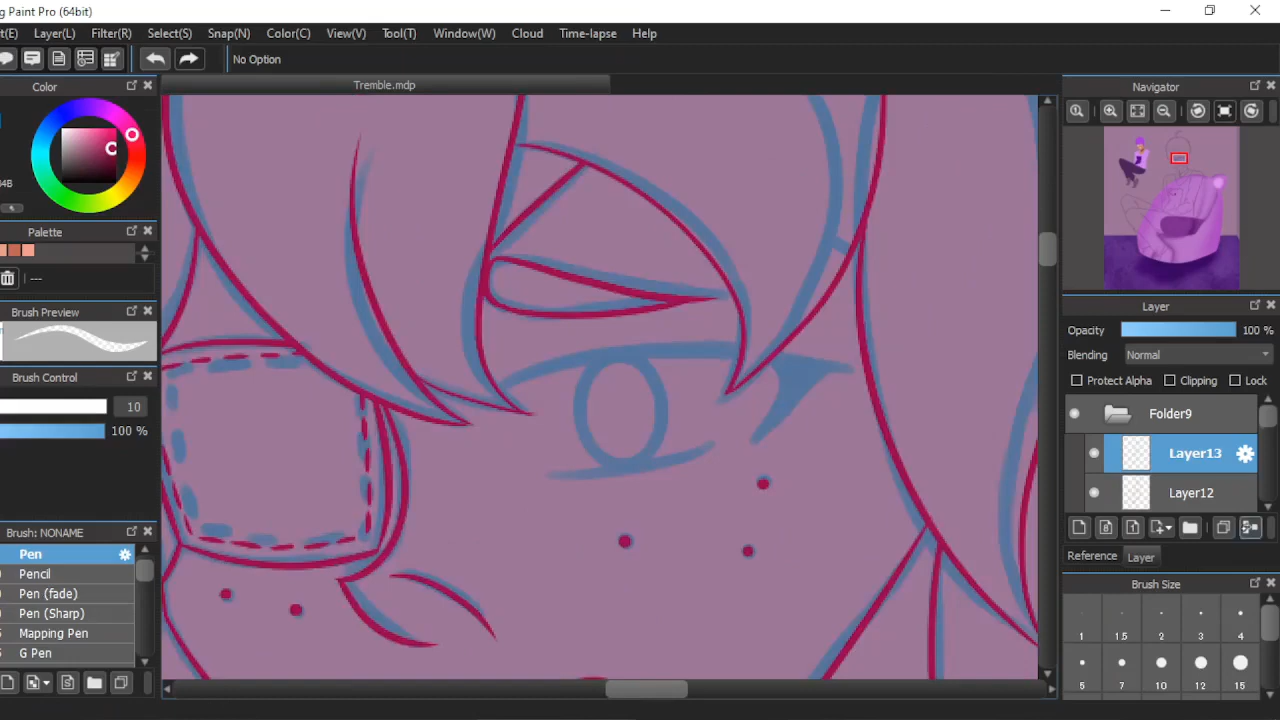 g Paint Pro (64bit)
t(E) Layer(L) Filter(R) Select(S) Snap(N) Color(C) View(V) Tool(T) Window(W) Cloud Time-lapse Help
No Option
Color
Tremble.mdp
Navigator
4B
Palette
---
Brush Preview
Layer
Opacity 100 %
Blending Normal
Protect Alpha Clipping Lock
Brush Control
10
100 %
Folder9
Layer13
Layer12
Brush: NONAME
Pen
Pencil
Pen (fade)
Pen (Sharp)
Mapping Pen
G Pen
Reference Layer
Brush Size
1 1.5 2 3 4
5 7 10 12 15